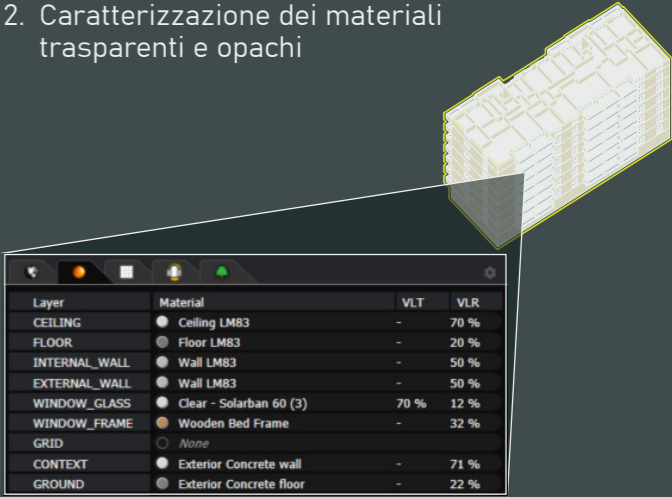 2. Caratterizzazione dei materiali
trasparenti e opachi
Layer Material VLT VLR
CEILING Ceiling LM83 - 70 %
FLOOR Floor LM83 - 20 %
INTERNAL_WALL Wall LM83 - 50 %
EXTERNAL_WALL Wall LM83 - 50 %
WINDOW_GLASS Clear - Solarban 60 (3) 70 % 12 %
WINDOW_FRAME Wooden Bed Frame - 32 %
GRID None
CONTEXT Exterior Concrete wall - 71 %
GROUND Exterior Concrete floor - 22 %